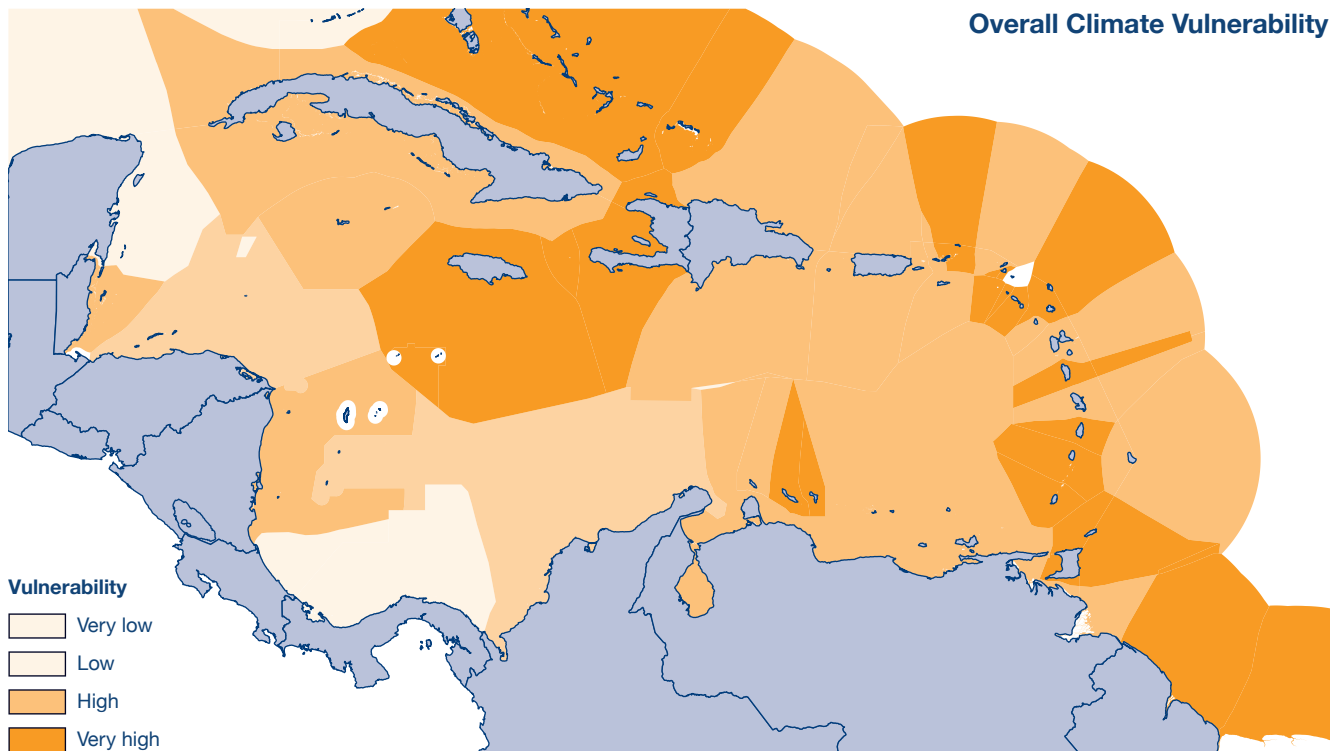 Overall Climate Vulnerability
Vulnerability
Very low
Low
High
Very high